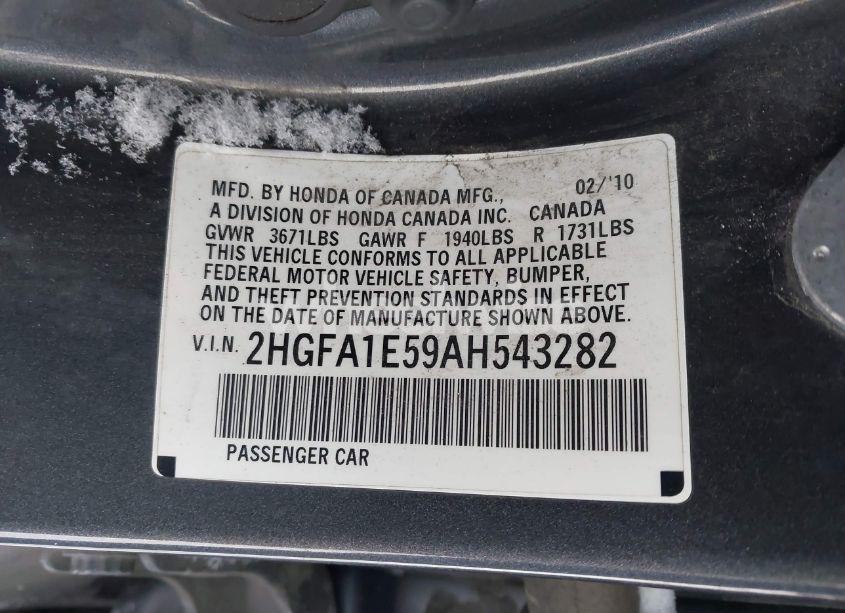 MFD. BY HONDA OF CANADA MFG., 02/'10
A DIVISION OF HONDA CANADA INC. CANADA
GVWR 3671LBS GAWR F 1940LBS R 1731LBS
THIS VEHICLE CONFORMS TO ALL APPLICABLE
FEDERAL MOTOR VEHICLE SAFETY, BUMPER,
AND THEFT PREVENTION STANDARDS IN EFFECT
ON THE DATE OF MANUFACTURE SHOWN ABOVE.
V.I.N. 2HGFA1E59AH543282
PASSENGER CAR